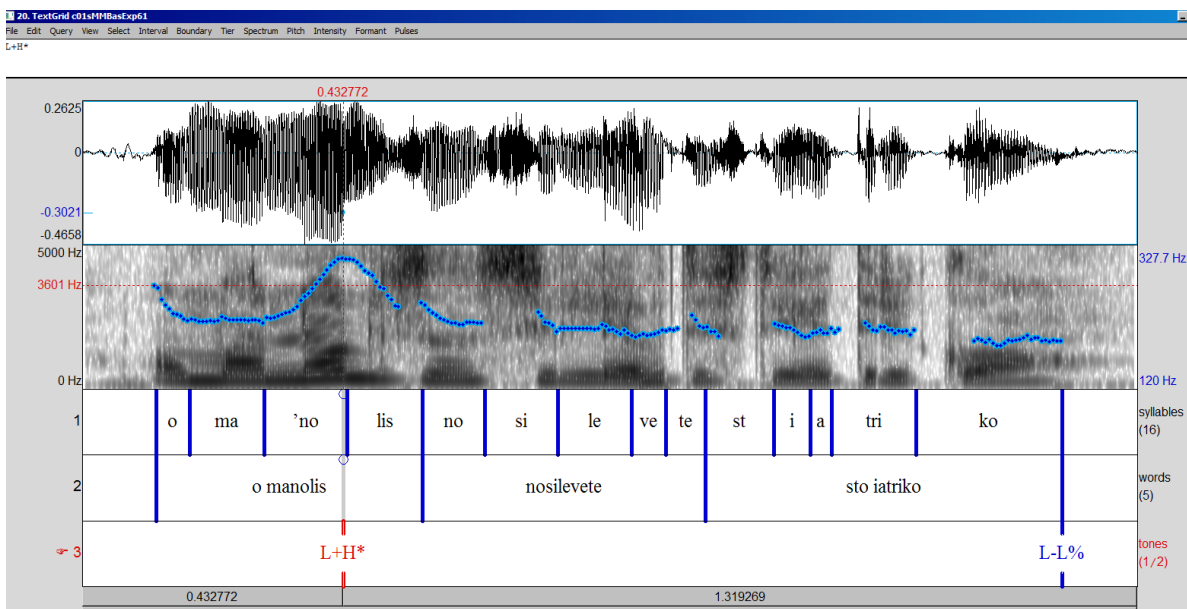 20. TextGrid c01sMMBasExp61
File Edit Query View Select Interval Boundary Tier Spectrum Pitch Intensity Formant Pulses
L+H*
0.432772
0.2625
0
-0.3021
-0.4658
5000 Hz
327.7 Hz
3601 Hz
0 Hz
120 Hz
1 o ma ’no lis no si le ve te st i a tri ko syllables
(16)
2 o manolis nosilevete sto iatriko words
(5)
☞ 3 L+H* L-L% tones
(1/2)
0.432772 1.319269